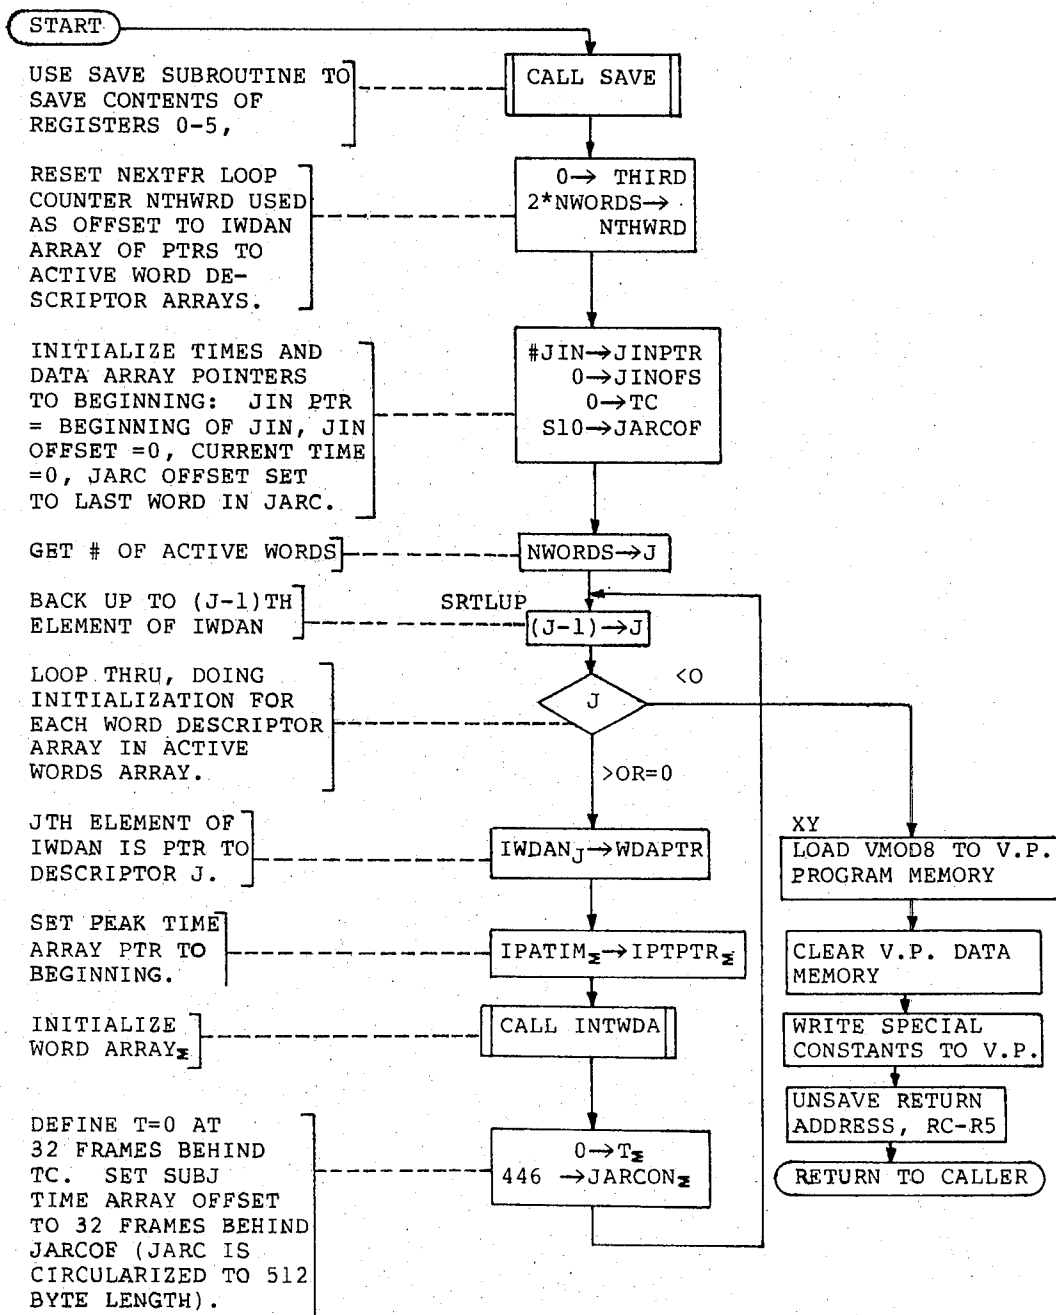 START
USE SAVE SUBROUTINE TO
SAVE CONTENTS OF
REGISTERS 0-5,
CALL SAVE
RESET NEXTFR LOOP
COUNTER NTHWRD USED
AS OFFSET TO IWDAN
ARRAY OF PTRS TO
ACTIVE WORD DE-
SCRIPTOR ARRAYS.
0→ THIRD
2*NWORDS→
NTHWRD
INITIALIZE TIMES AND
DATA ARRAY POINTERS
TO BEGINNING: JIN PTR
= BEGINNING OF JIN, JIN
OFFSET =0, CURRENT TIME
=0, JARC OFFSET SET
TO LAST WORD IN JARC.
#JIN→JINPTR
0→JINOFS
0→TC
S10→JARCOF
GET # OF ACTIVE WORDS
NWORDS→J
BACK UP TO (J-1)TH
ELEMENT OF IWDAN
SRTLUP
(J-1)→J
LOOP THRU, DOING
INITIALIZATION FOR
EACH WORD DESCRIPTOR
ARRAY IN ACTIVE
WORDS ARRAY.
J
<O
>OR=0
JTH ELEMENT OF
IWDAN IS PTR TO
DESCRIPTOR J.
IWDANJ→WDAPTR
SET PEAK TIME
ARRAY PTR TO
BEGINNING.
IPATIMΣ→IPTPTRΣ
INITIALIZE
WORD ARRAYΣ
CALL INTWDA
DEFINE T=0 AT
32 FRAMES BEHIND
TC. SET SUBJ
TIME ARRAY OFFSET
TO 32 FRAMES BEHIND
JARCOF (JARC IS
CIRCULARIZED TO 512
BYTE LENGTH).
0→TΣ
446 →JARCONΣ
XY
LOAD VMOD8 TO V.P.
PROGRAM MEMORY
CLEAR V.P. DATA
MEMORY
WRITE SPECIAL
CONSTANTS TO V.P.
UNSAVE RETURN
ADDRESS, RC-R5
RETURN TO CALLER